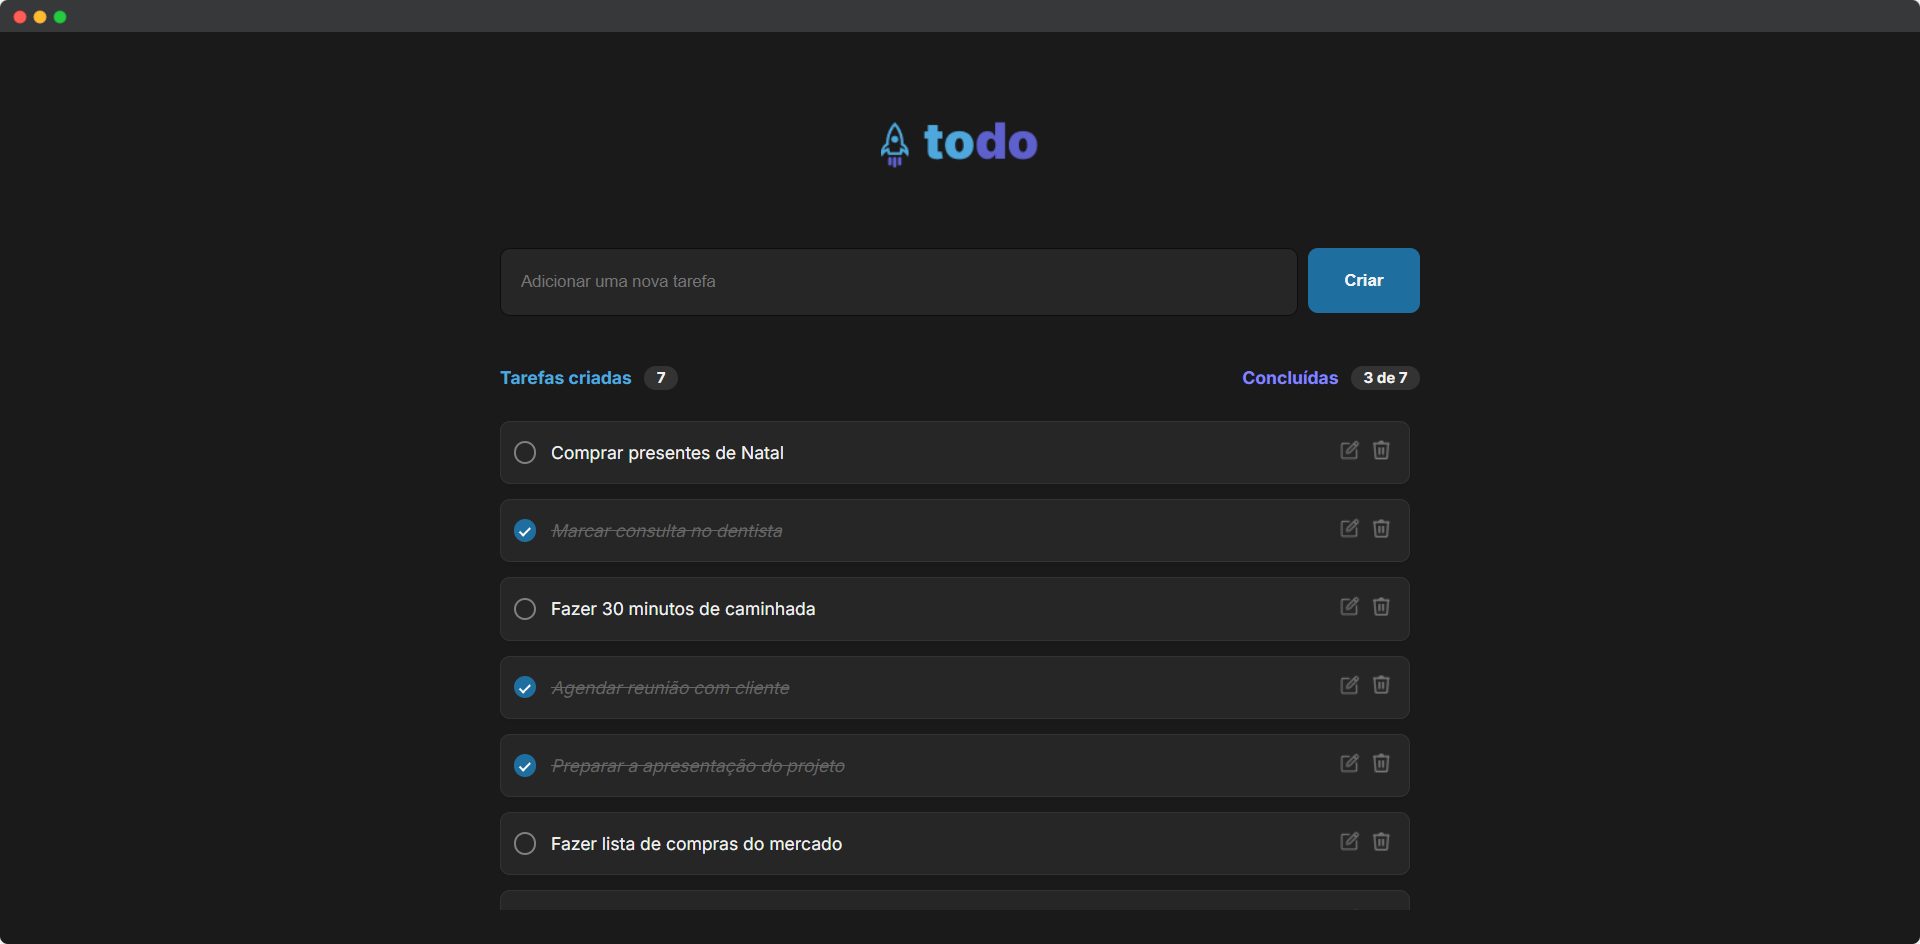 todo
Adicionar uma nova tarefa
Criar
Tarefas criadas 7
Concluídas 3 de 7
Comprar presentes de Natal
Marcar consulta no dentista
Fazer 30 minutos de caminhada
Agendar reunião com cliente
Preparar a apresentação do projeto
Fazer lista de compras do mercado